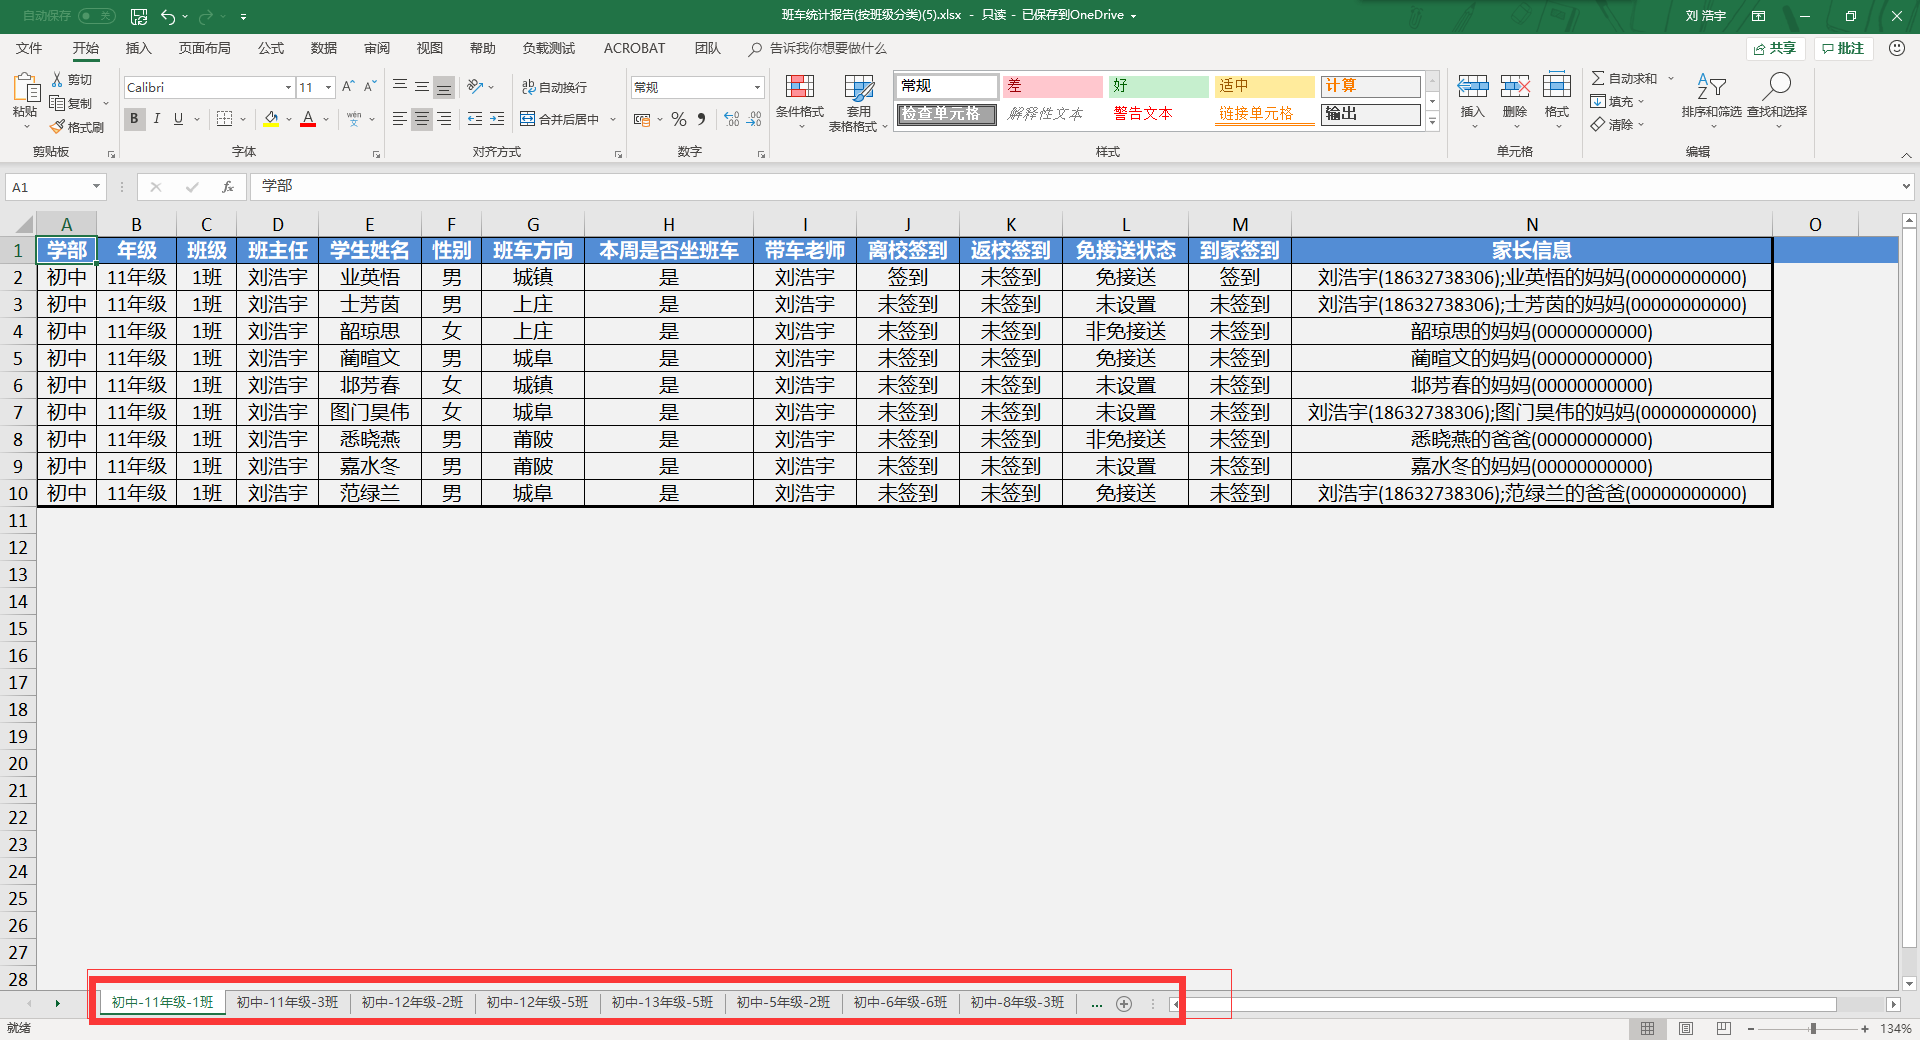 自动保存 关 班车统计报告(按班级分类)(5).xlsx - 只读 - 已保存到OneDrive 刘 浩宇
文件 开始 插入 页面布局 公式 数据 审阅 视图 帮助 负载测试 ACROBAT 团队 告诉我你想要做什么 共享 批注
粘贴 剪切 复制 格式刷 剪贴板
Calibri 11 B I U A wén 文 字体
ab 自动换行 合并后居中 对齐方式
常规 % 数字
条件格式 套用 表格格式 常规 差 好 适中 计算
检查单元格 解释性文本 警告文本 链接单元格 输出 样式
插入 删除 格式 单元格
自动求和 填充 清除 排序和筛选 查找和选择 编辑
A1 fx 学部
A B C D E F G H I J K L M N O
1 学部 年级 班级 班主任 学生姓名 性别 班车方向 本周是否坐班车 带车老师 离校签到 返校签到 免接送状态 到家签到 家长信息
2 初中 11年级 1班 刘浩宇 业英悟 男 城镇 是 刘浩宇 签到 未签到 免接送 签到 刘浩宇(18632738306);业英悟的妈妈(00000000000)
3 初中 11年级 1班 刘浩宇 士芳茵 男 上庄 是 刘浩宇 未签到 未签到 未设置 未签到 刘浩宇(18632738306);士芳茵的妈妈(00000000000)
4 初中 11年级 1班 刘浩宇 韶琼思 女 上庄 是 刘浩宇 未签到 未签到 非免接送 未签到 韶琼思的妈妈(00000000000)
5 初中 11年级 1班 刘浩宇 蔺暄文 男 城阜 是 刘浩宇 未签到 未签到 免接送 未签到 蔺暄文的妈妈(00000000000)
6 初中 11年级 1班 刘浩宇 邶芳春 女 城镇 是 刘浩宇 未签到 未签到 未设置 未签到 邶芳春的妈妈(00000000000)
7 初中 11年级 1班 刘浩宇 图门昊伟 女 城阜 是 刘浩宇 未签到 未签到 未设置 未签到 刘浩宇(18632738306);图门昊伟的妈妈(00000000000)
8 初中 11年级 1班 刘浩宇 悉晓燕 男 莆陂 是 刘浩宇 未签到 未签到 非免接送 未签到 悉晓燕的爸爸(00000000000)
9 初中 11年级 1班 刘浩宇 嘉水冬 男 莆陂 是 刘浩宇 未签到 未签到 未设置 未签到 嘉水冬的妈妈(00000000000)
10 初中 11年级 1班 刘浩宇 范绿兰 男 城阜 是 刘浩宇 未签到 未签到 免接送 未签到 刘浩宇(18632738306);范绿兰的爸爸(00000000000)
11
12
13
14
15
16
17
18
19
20
21
22
23
24
25
26
27
28
初中-11年级-1班 初中-11年级-3班 初中-12年级-2班 初中-12年级-5班 初中-13年级-5班 初中-5年级-2班 初中-6年级-6班 初中-8年级-3班 ...
就绪 134%